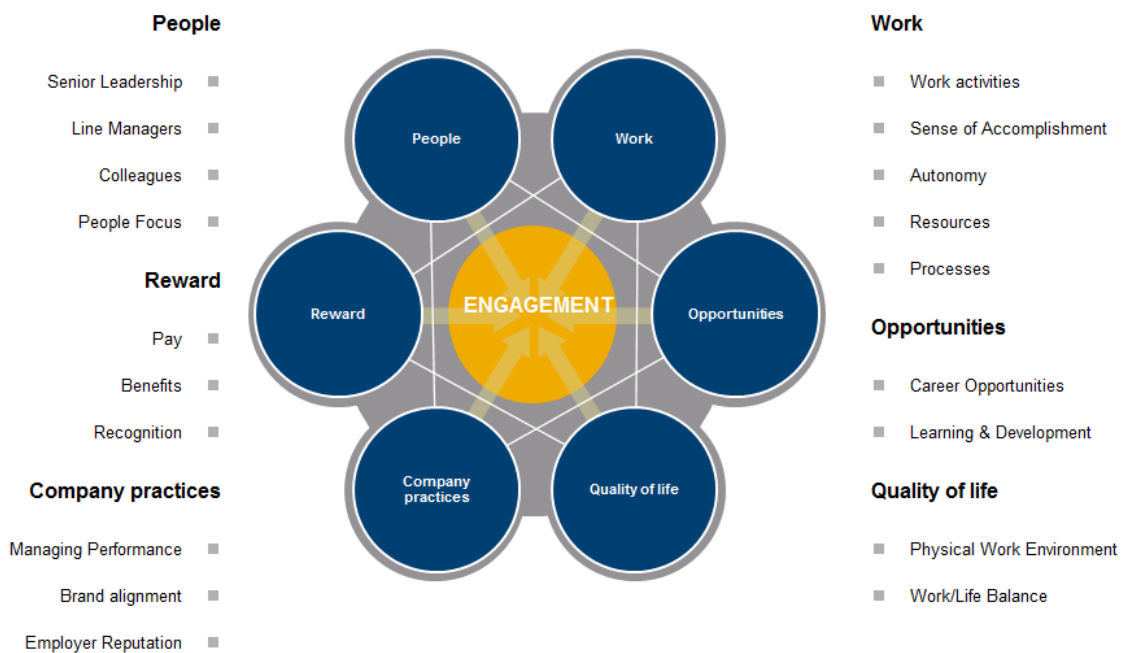 People
Senior Leadership
Line Managers
Colleagues
People Focus
Reward
Pay
Benefits
Recognition
Company practices
Managing Performance
Brand alignment
Employer Reputation
People
Work
Reward
ENGAGEMENT
Opportunities
Company
practices
Quality of life
Work
Work activities
Sense of Accomplishment
Autonomy
Resources
Processes
Opportunities
Career Opportunities
Learning & Development
Quality of life
Physical Work Environment
Work/Life Balance